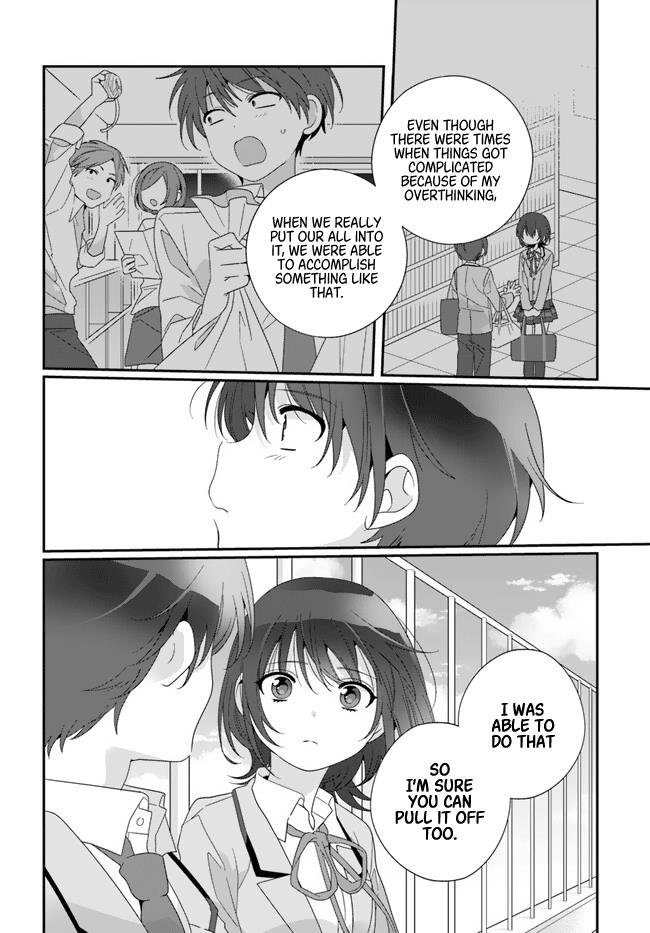 EVEN THOUGH
THERE WERE TIMES
WHEN THINGS GOT
COMPLICATED
BECAUSE OF MY
OVERTHINKING,
WHEN WE REALLY
PUT OUR ALL INTO
IT, WE WERE ABLE
TO ACCOMPLISH
SOMETHING LIKE
THAT.
I WAS
ABLE TO
DO THAT
SO
I'M SURE
YOU CAN
PULL IT OFF
TOO.